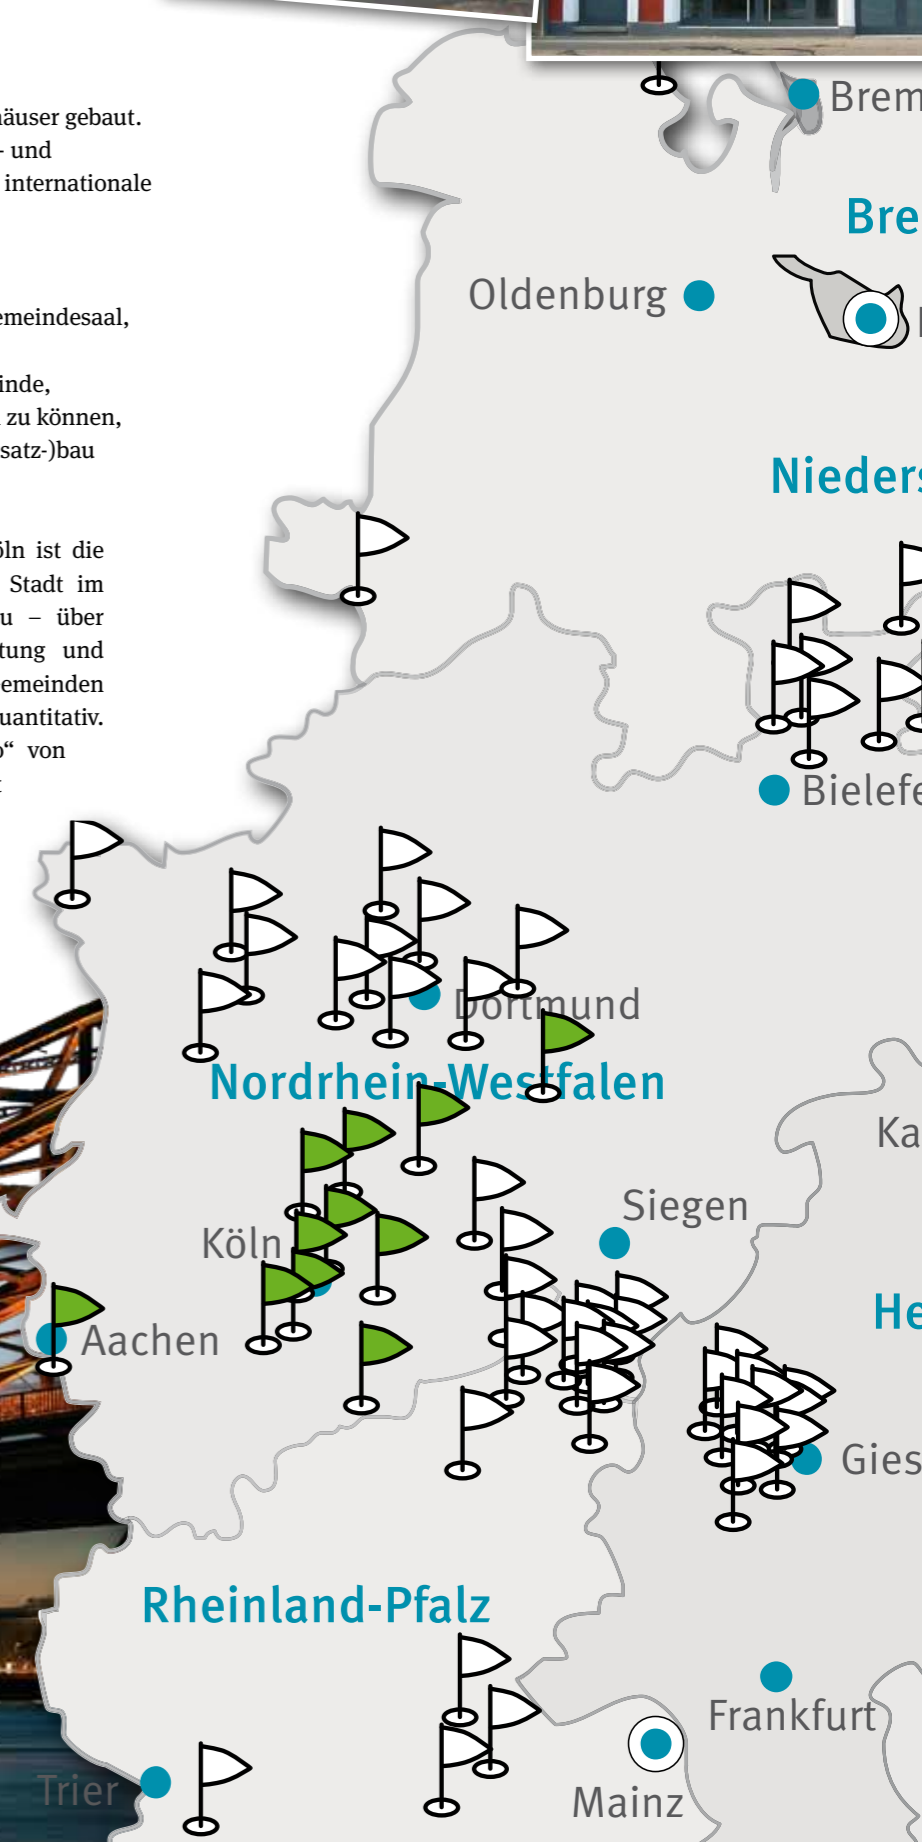 häuser gebaut.
- und
internationale
emeindesaal,
inde,
zu können,
satz-)bau
öln ist die
Stadt im
u – über
tung und
emeinden
uantitativ.
o“ von
Brem
Bre
Oldenburg
Nieders
Bielefe
Dortmund
Nordrhein-Westfalen
Ka
Siegen
Köln
He
Aachen
Gies
Rheinland-Pfalz
Frankfurt
Trier
Mainz